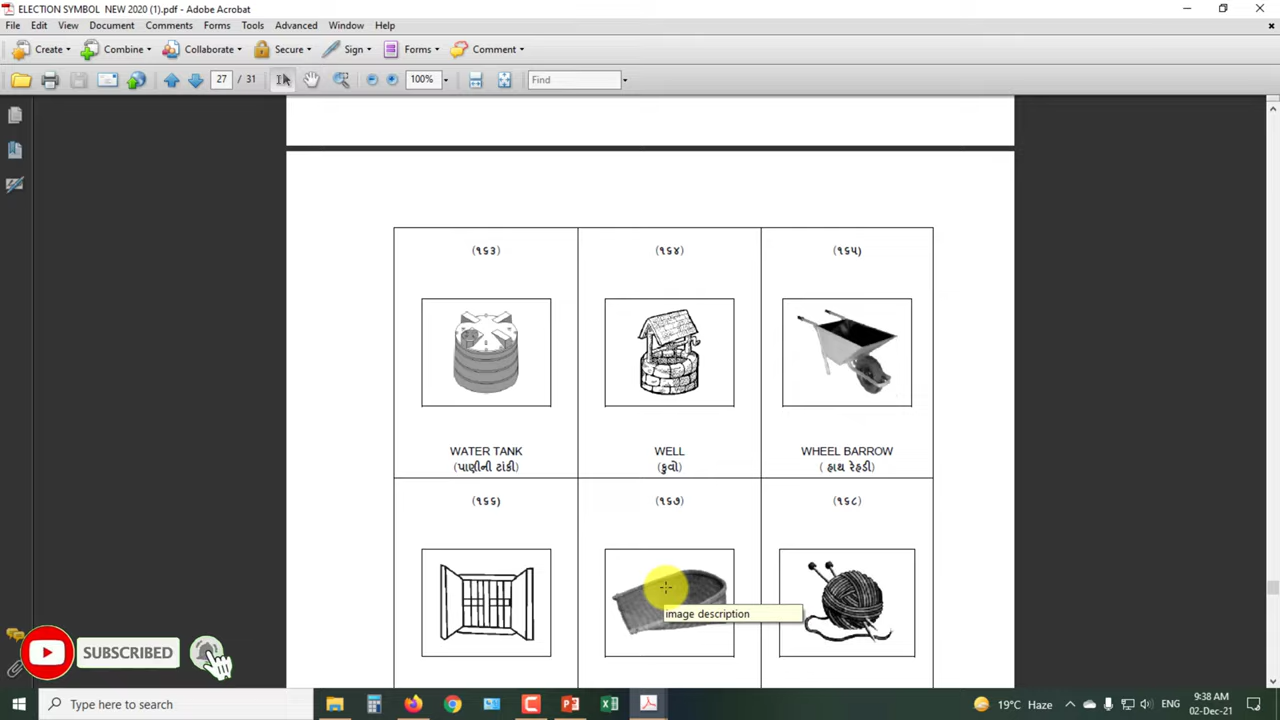 ELECTION SYMBOL  NEW 2020 (1).pdf - Adobe Acrobat
File Edit View Document Comments Forms Tools Advanced Window Help
Create Combine Collaborate Secure Sign Forms Comment
27 / 31 100% Find
(૧૬૩) (૧૬૪) (૧૬૫)
WATER TANK WELL WHEEL BARROW
(પાણીની ટાંકી) (કુવો) ( હાથ રેહડી)
(૧૬૬) (૧૬૭) (૧૬૮)
image description
SUBSCRIBED
Type here to search
19°C Haze ENG 9:38 AM
02-Dec-21